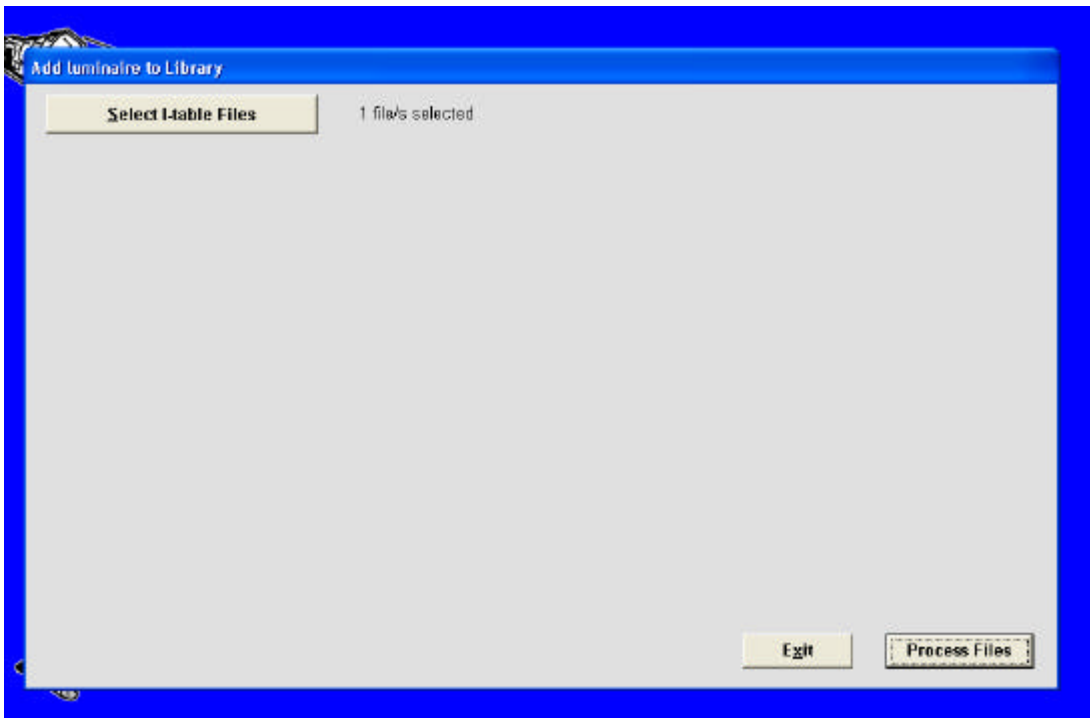 Add luminaire to Library
Select I-table Files
1 file/s selected
Exit
Process Files